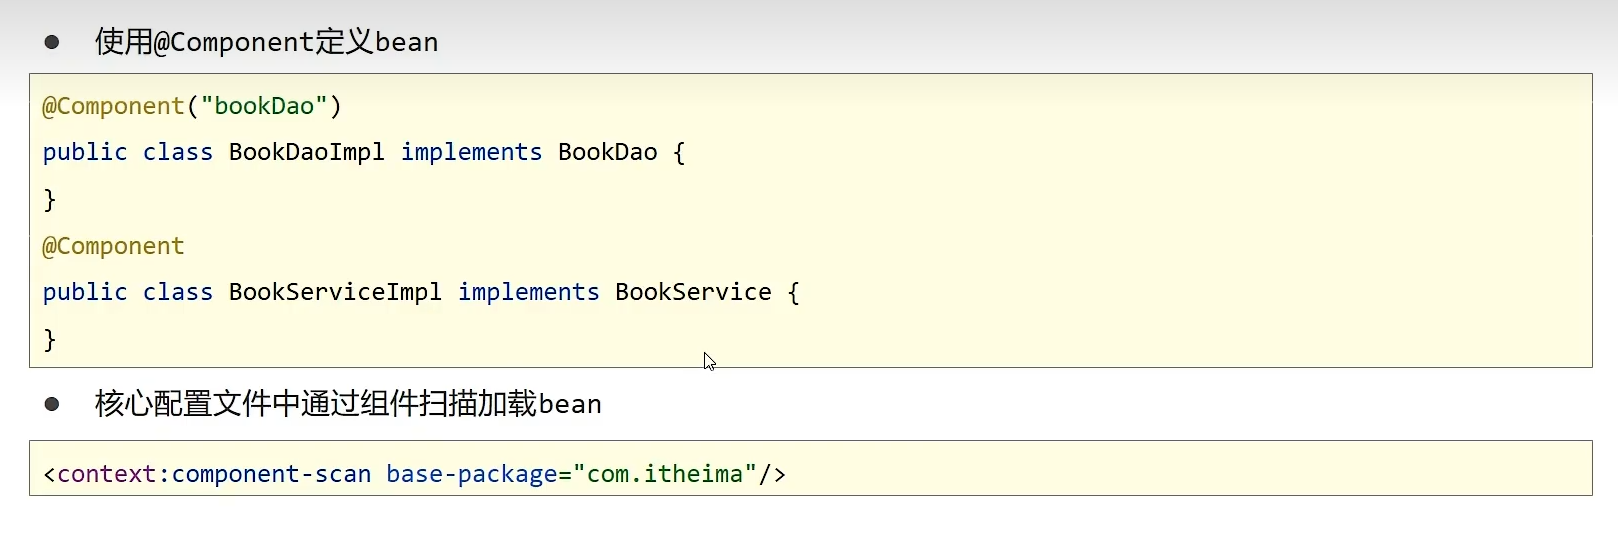 ● 使用@Component定义bean
@Component("bookDao")
public class BookDaoImpl implements BookDao {
}
@Component
public class BookServiceImpl implements BookService {
}
● 核心配置文件中通过组件扫描加载bean
<context:component-scan base-package="com.itheima"/>